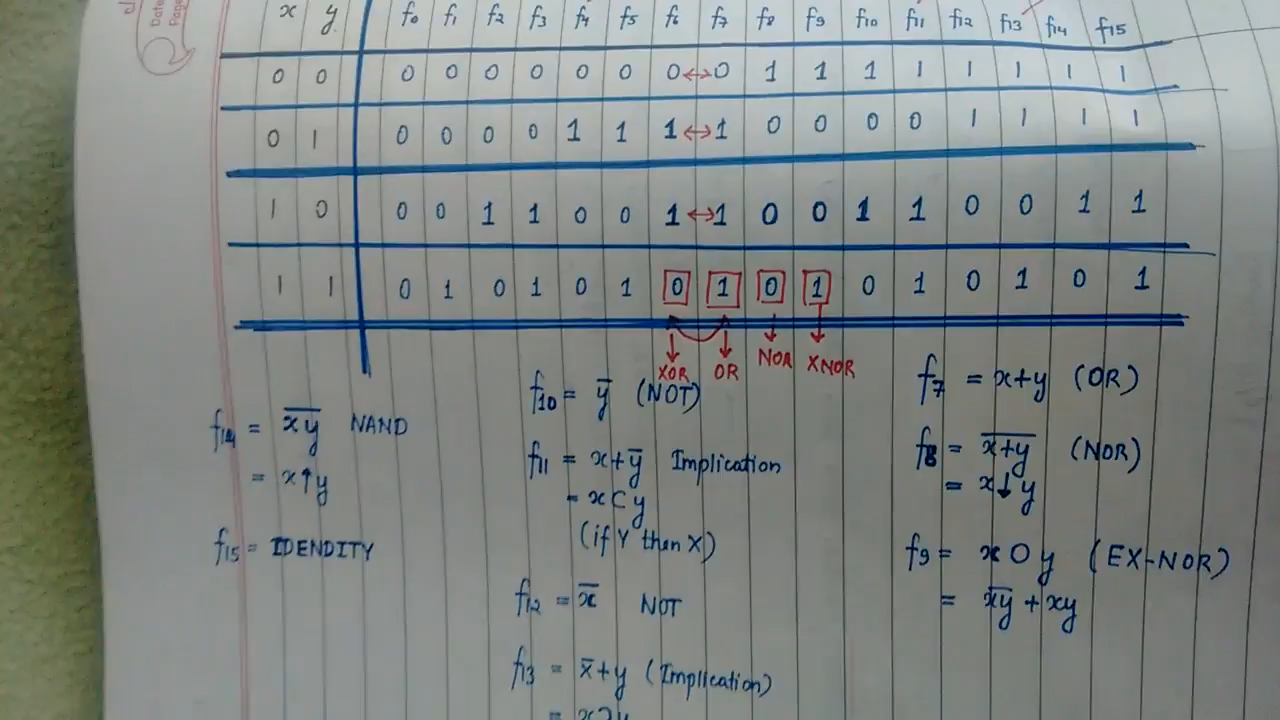 Date
Page
x y f0 f1 f2 f3 f4 f5 f6 f7 f8 f9 f10 f11 f12 f13 f14 f15
0 0 0 0 0 0 0 0 0↔0 1 1 1 1 1 1 1 1
0 1 0 0 0 0 1 1 1↔1 0 0 0 0 1 1 1 1
1 0 0 0 1 1 0 0 1↔1 0 0 1 1 0 0 1 1
1 1 0 1 0 1 0 1 0 1 0 1 0 1 0 1 0 1
XOR OR NOR XNOR
f14 = x̅y̅ NAND
= x↑y
f15 = IDENDITY
f10 = y̅ (NOT)
f11 = x+y̅ Implication
= x⊂y
(if Y then X)
f12 = x̅ NOT
f13 = x̅+y (Implication)
= x⊃y
f7 = x+y (OR)
f8 = x̅+̅y̅ (NOR)
= x↓y
f9 = x O y (EX-NOR)
= x̅y̅ + xy